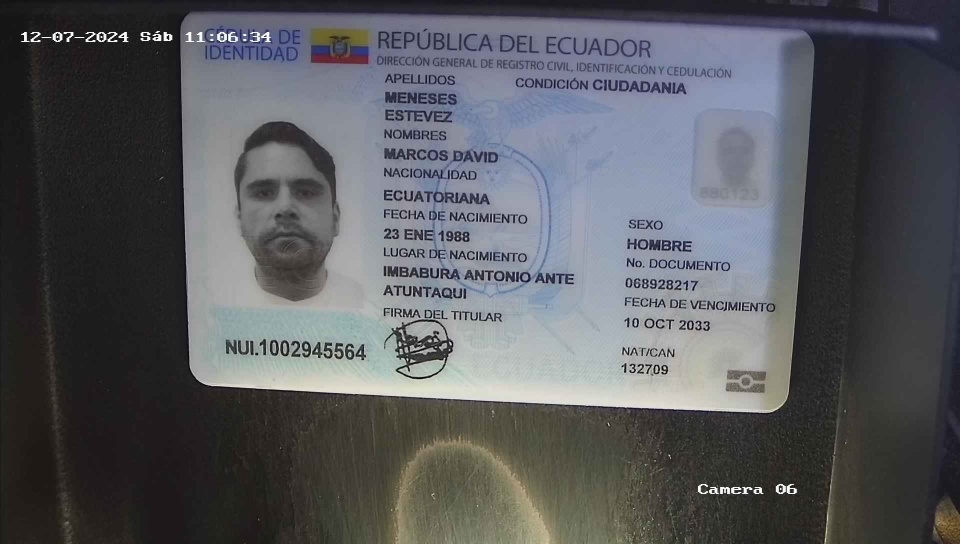 12-07-2024 Sáb 11:06:34
CÉDULA DE
IDENTIDAD
REPÚBLICA DEL ECUADOR
DIRECCIÓN GENERAL DE REGISTRO CIVIL, IDENTIFICACIÓN Y CEDULACIÓN
APELLIDOS
CONDICIÓN CIUDADANIA
MENESES
ESTEVEZ
NOMBRES
MARCOS DAVID
NACIONALIDAD
ECUATORIANA
FECHA DE NACIMIENTO
23 ENE 1988
LUGAR DE NACIMIENTO
IMBABURA ANTONIO ANTE
ATUNTAQUI
FIRMA DEL TITULAR
880123
SEXO
HOMBRE
No. DOCUMENTO
068928217
FECHA DE VENCIMIENTO
10 OCT 2033
NAT/CAN
132709
NUI.1002945564
Camera 06